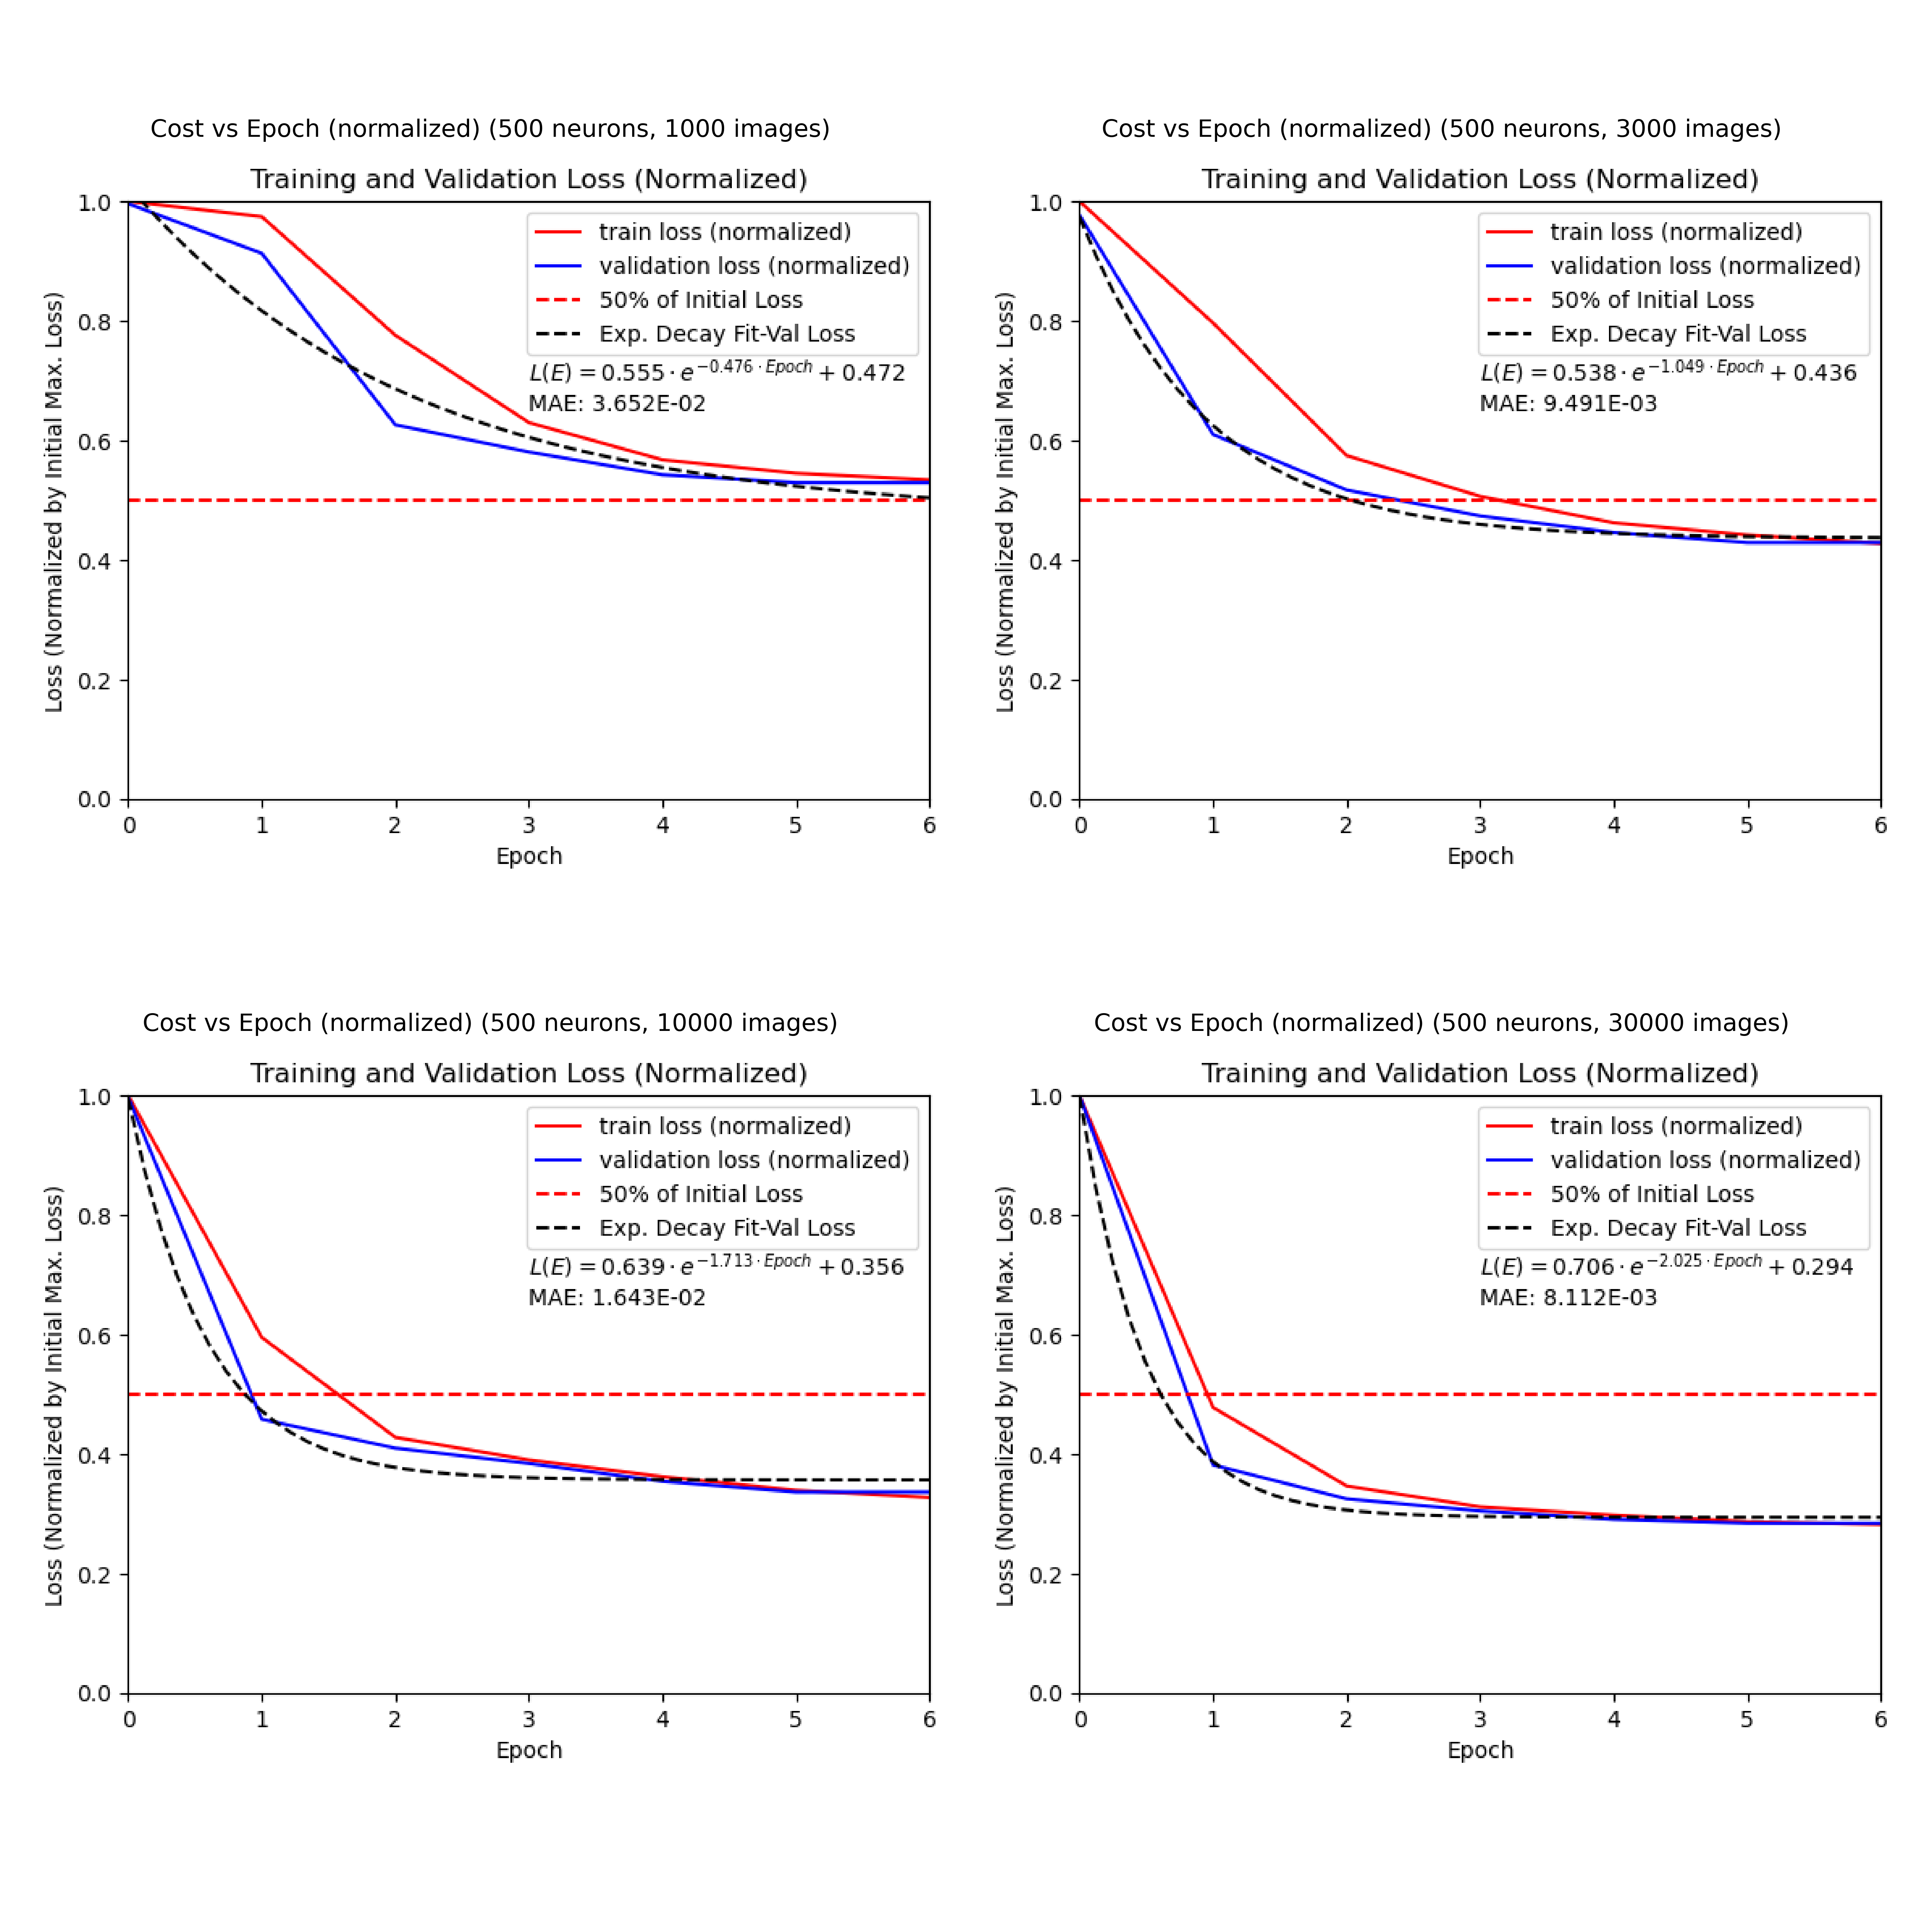 Cost vs Epoch (normalized) (500 neurons, 1000 images)
Training and Validation Loss (Normalized)
Loss (Normalized by Initial Max. Loss)
1.0
0.8
0.6
0.4
0.2
0.0
train loss (normalized)
validation loss (normalized)
50% of Initial Loss
Exp. Decay Fit-Val Loss
L(E) = 0.555 · e^{−0.476 · Epoch} + 0.472
MAE: 3.652E-02
0 1 2 3 4 5 6
Epoch
Cost vs Epoch (normalized) (500 neurons, 3000 images)
Training and Validation Loss (Normalized)
Loss (Normalized by Initial Max. Loss)
1.0
0.8
0.6
0.4
0.2
0.0
train loss (normalized)
validation loss (normalized)
50% of Initial Loss
Exp. Decay Fit-Val Loss
L(E) = 0.538 · e^{−1.049 · Epoch} + 0.436
MAE: 9.491E-03
0 1 2 3 4 5 6
Epoch
Cost vs Epoch (normalized) (500 neurons, 10000 images)
Training and Validation Loss (Normalized)
Loss (Normalized by Initial Max. Loss)
1.0
0.8
0.6
0.4
0.2
0.0
train loss (normalized)
validation loss (normalized)
50% of Initial Loss
Exp. Decay Fit-Val Loss
L(E) = 0.639 · e^{−1.713 · Epoch} + 0.356
MAE: 1.643E-02
0 1 2 3 4 5 6
Epoch
Cost vs Epoch (normalized) (500 neurons, 30000 images)
Training and Validation Loss (Normalized)
Loss (Normalized by Initial Max. Loss)
1.0
0.8
0.6
0.4
0.2
0.0
train loss (normalized)
validation loss (normalized)
50% of Initial Loss
Exp. Decay Fit-Val Loss
L(E) = 0.706 · e^{−2.025 · Epoch} + 0.294
MAE: 8.112E-03
0 1 2 3 4 5 6
Epoch